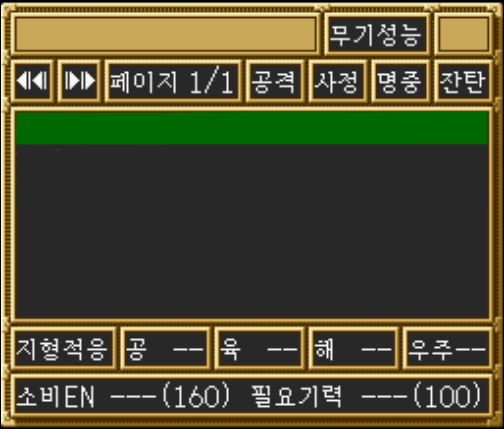 무기성능
페이지 1/1 공격 사정 명중 잔탄
지형적응 공 -- 육 -- 해 -- 우주--
소비EN ---(160) 필요기력 ---(100)